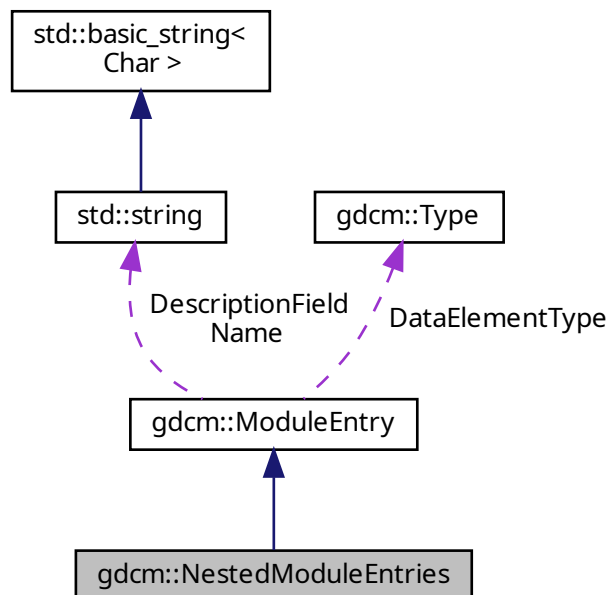 std::basic_string<
Char >
std::string
gdcm::Type
DescriptionField
Name
DataElementType
gdcm::ModuleEntry
gdcm::NestedModuleEntries